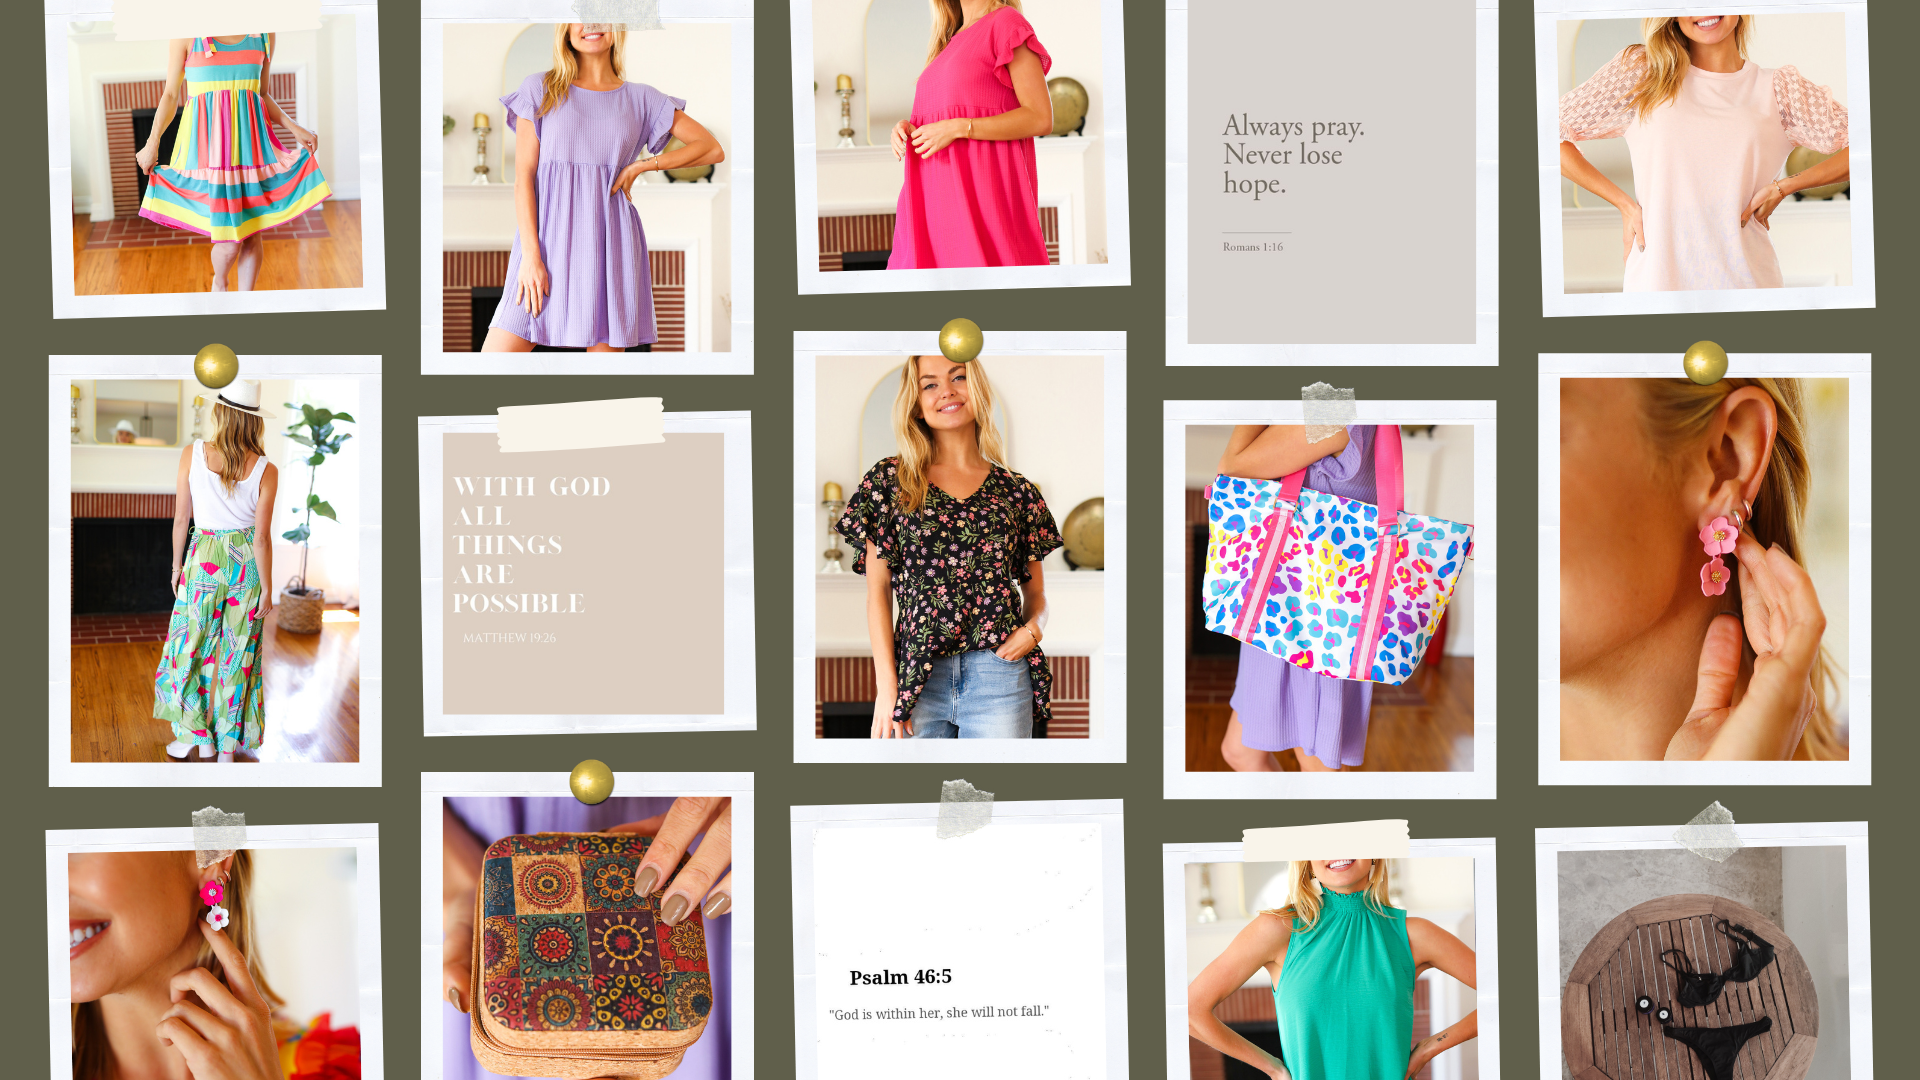 Always pray.
Never lose
hope.
Romans 1:16
WITH GOD
ALL
THINGS
ARE
POSSIBLE
MATTHEW 19:26
Psalm 46:5
"God is within her, she will not fall."